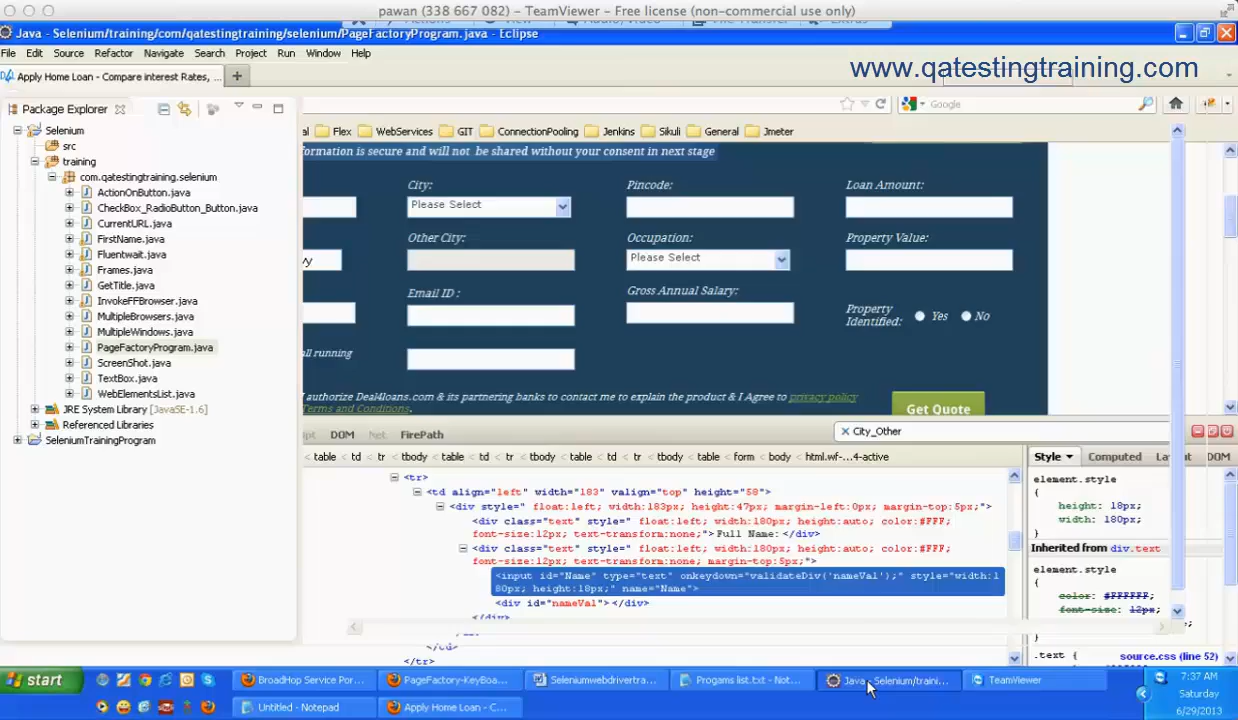 pawan (338 667 082) - TeamViewer - Free license (non-commercial use only)
Java - Selenium/training/com/qatestingtraining/selenium/PageFactoryProgram.java - Eclipse
File Edit Source Refactor Navigate Search Project Run Window Help
www.qatestingtraining.com
Apply Home Loan - Compare interest Rates, ...
Package Explorer
Google
Flex WebServices GIT ConnectionPooling Jenkins Sikuli General Jmeter
Selenium
src
training
com.qatestingtraining.selenium
ActionOnButton.java
CheckBox_RadioButton_Button.java
CurrentURL.java
FirstName.java
Fluentwait.java
Frames.java
GetTitle.java
InvokeFFBrowser.java
MultipleBrowsers.java
MultipleWindows.java
PageFactoryProgram.java
ScreenShot.java
TextBox.java
WebElementsList.java
JRE System Library [JavaSE-1.6]
Referenced Libraries
SeleniumTrainingProgram
formation is secure and will not be shared without your consent in next stage
City: Pincode: Loan Amount:
Please Select
Other City: Occupation: Property Value:
Please Select
Email ID : Gross Annual Salary:
Property Identified: Yes No
all running
I authorize Deal4loans.com & its partnering banks to contact me to explain the product & I Agree to privacy policy
Terms and Conditions.
Get Quote
DOM Net FirePath
City_Other
table < td < tr < tbody < table < td < tr < tbody < table < td < tr < tbody < table < form < body < html.wf-...4-active
Style Computed DOM
<tr>
<td align="left" width="183" valign="top" height="58">
<div style=" float:left; width:183px; height:47px; margin-left:0px; margin-top:5px;">
<div class="text" style=" float:left; width:180px; height:auto; color:#FFF;
font-size:12px; text-transform:none;"> Full Name:</div>
<div class="text" style=" float:left; width:180px; height:auto; color:#FFF;
font-size:12px; text-transform:none; margin-top:5px;">
<input id="Name" type="text" onkeydown="validateDiv('nameVal');" style="width:1
80px; height:18px;" name="Name">
<div id="nameVal"></div>
</div>
</td>
</tr>
element.style
{
height: 18px;
width: 180px;
}
Inherited from div.text
element.style
{
color: #FFFFFF;
font-size: 12px;
.text { source.css (line 52)
start
BroadHop Service Por...
PageFactory-KeyBoa...
Seleniumwebdrivertra...
Progams list.txt - Not...
Java - Selenium/traini...
TeamViewer
Untitled - Notepad
Apply Home Loan - C...
7:37 AM
Saturday
6/29/2013